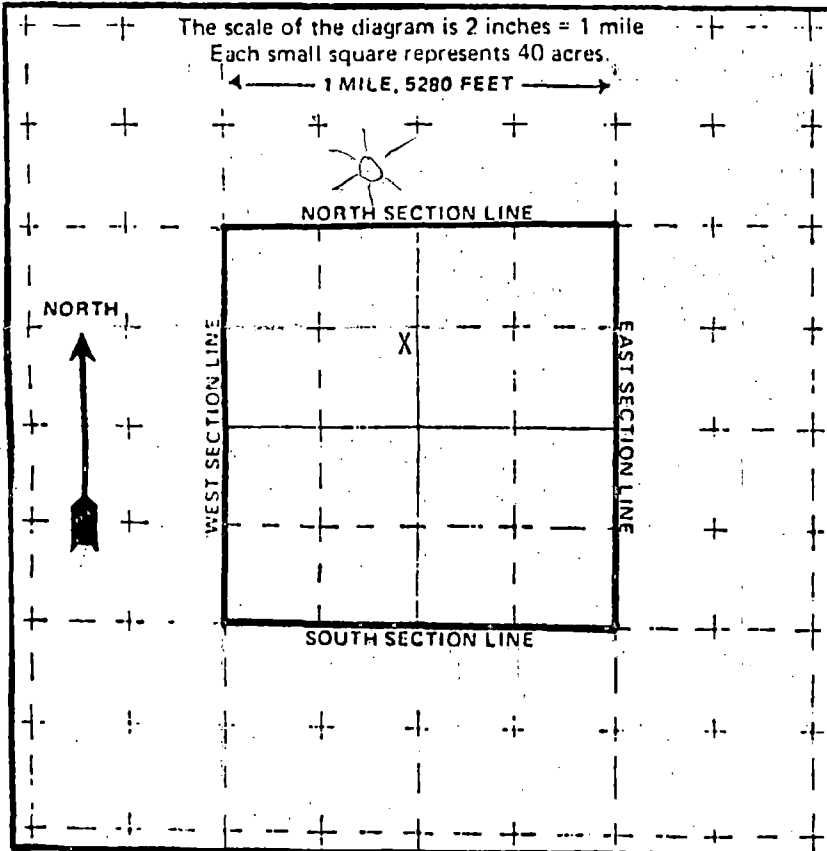 The scale of the diagram is 2 inches = 1 mile
Each small square represents 40 acres.
1 MILE, 5280 FEET
NORTH SECTION LINE
NORTH
X
WEST SECTION LINE
EAST SECTION LINE
SOUTH SECTION LINE